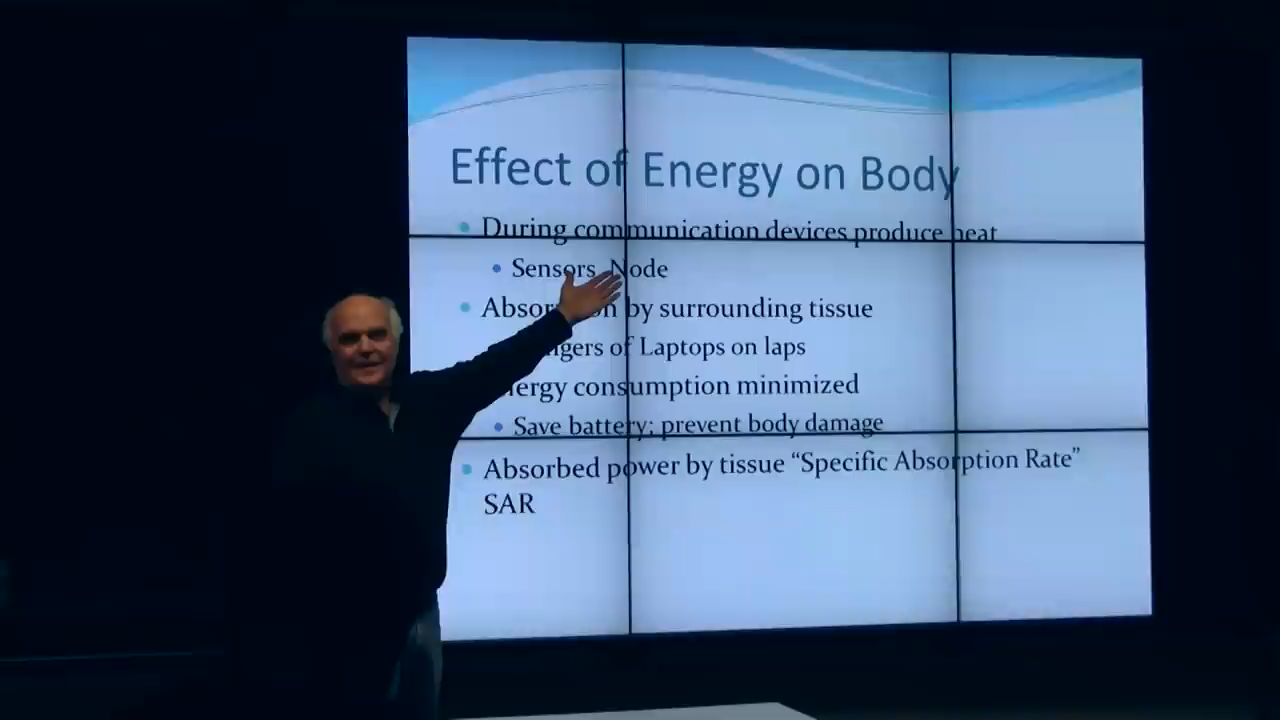 Effect of Energy on Body
During communication devices produce heat
Sensors, Node
by surrounding tissue
of Laptops on laps
consumption minimized
Save battery; prevent body damage
Absorbed power by tissue “Specific Absorption Rate”
SAR